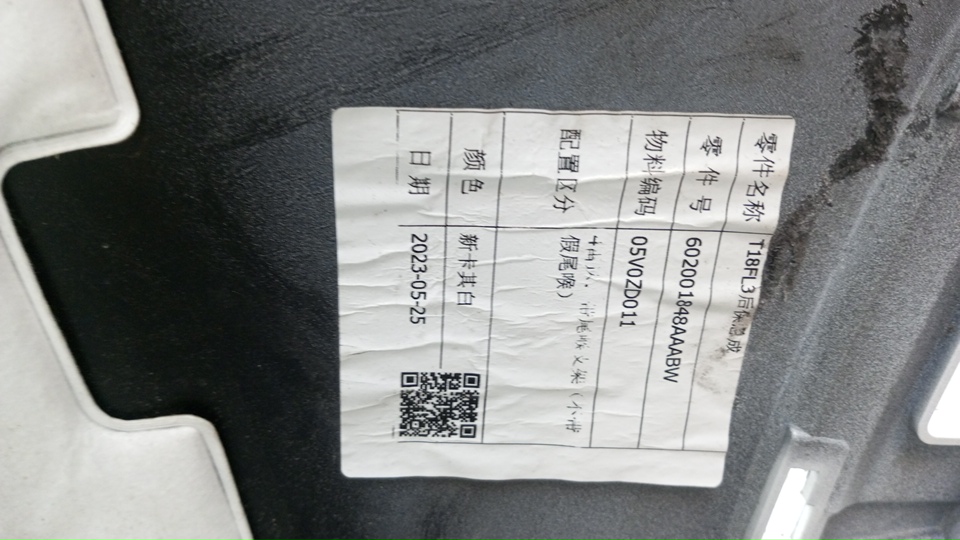 零件名称 T18FL3后保总成
零件号 602001848AAABW
物料编码 05V0ZD011
配置区分 带尾喉支架（不带
假尾喉）
颜色 新卡其白
日期 2023-05-25